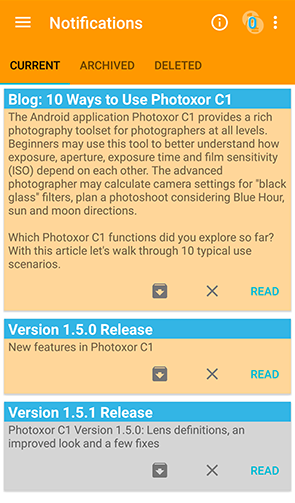 Notifications
0
CURRENT ARCHIVED DELETED
Blog: 10 Ways to Use Photoxor C1
The Android application Photoxor C1 provides a rich
photography toolset for photographers at all levels.
Beginners may use this tool to better understand how
exposure, aperture, exposure time and film sensitivity
(ISO) depend on each other. The advanced
photographer may calculate camera settings for "black
glass" filters, plan a photoshoot considering Blue Hour,
sun and moon directions.
Which Photoxor C1 functions did you explore so far?
With this article let's walk through 10 typical use
scenarios.
READ
Version 1.5.0 Release
New features in Photoxor C1
READ
Version 1.5.1 Release
Photoxor C1 Version 1.5.0: Lens definitions, an
improved look and a few fixes
READ